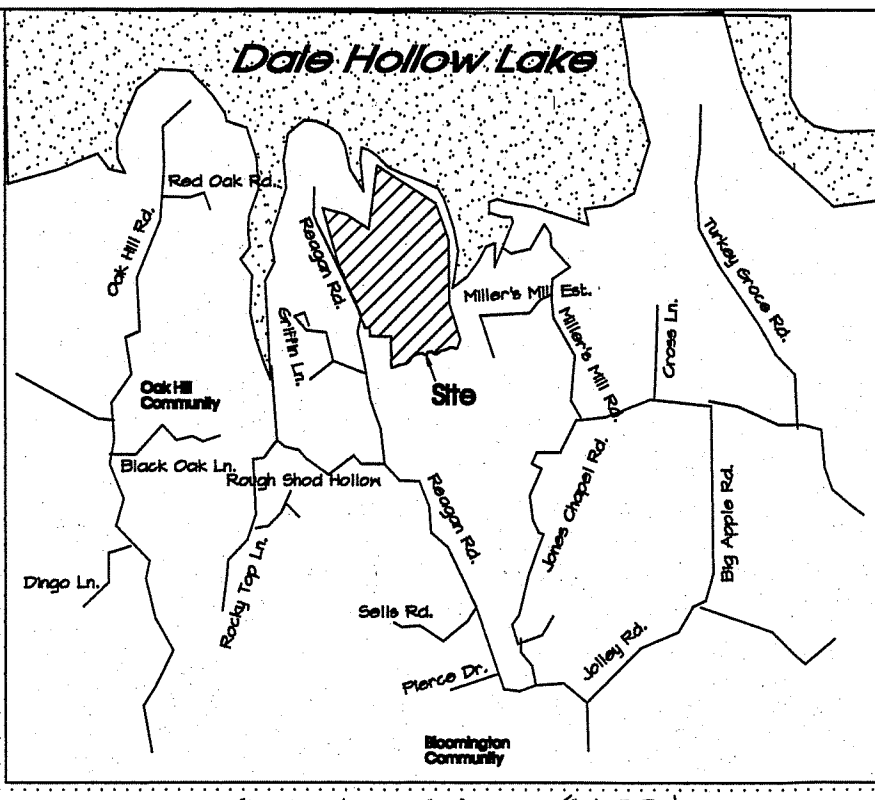 Dale Hollow Lake
Red Oak Rd.
Oak Hill Rd.
Reagan Rd.
Turkey Groce Rd.
Miller's Mill Est.
Griffin Ln.
Cross Ln.
Miller's Mill Rd.
Site
Oak Hill
Community
Black Oak Ln.
Rough Shod Hollow
Reagan Rd.
Jones Chapel Rd.
Big Apple Rd.
Dingo Ln.
Rocky Top Ln.
Sells Rd.
Jolley Rd.
Pierce Dr.
Bloomington
Community